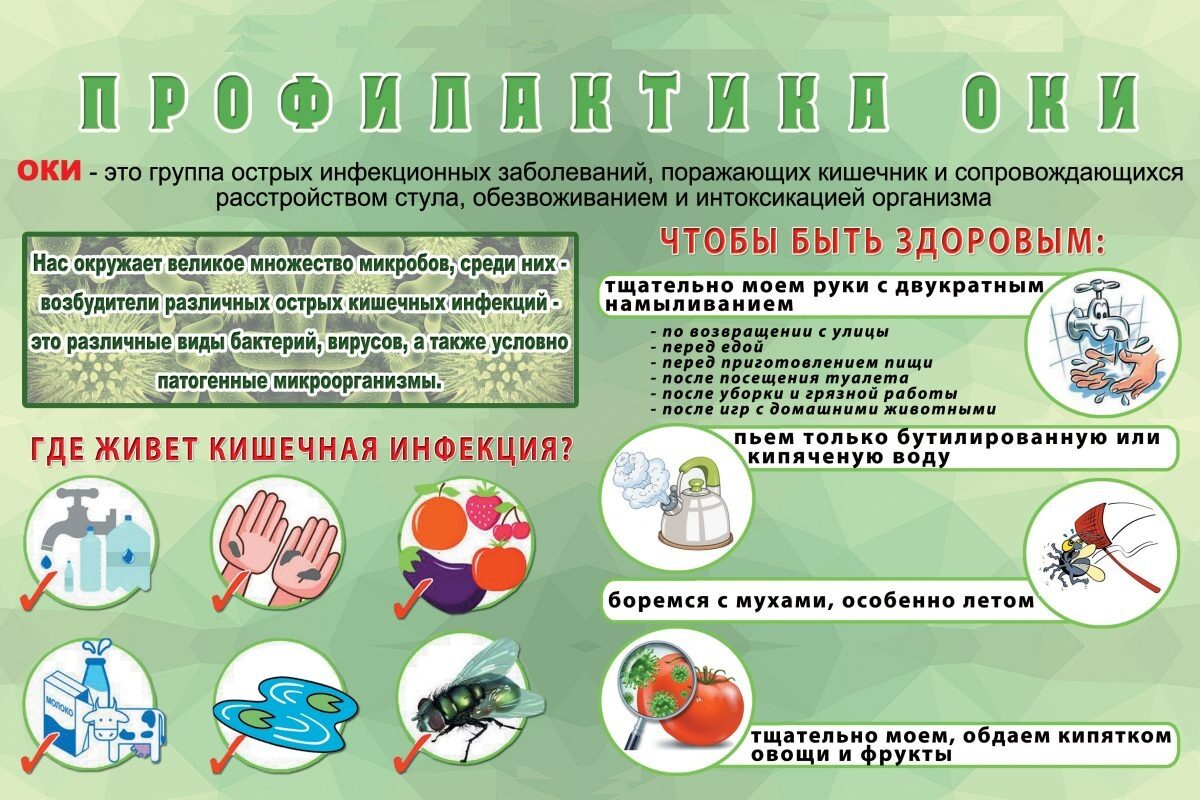 ПРОФИЛАКТИКА ОКИ
ОКИ - это группа острых инфекционных заболеваний, поражающих кишечник и сопровождающихся
расстройством стула, обезвоживанием и интоксикацией организма
Нас окружает великое множество микробов, среди них -
возбудители различных острых кишечных инфекций -
это различные виды бактерий, вирусов, а также условно
патогенные микроорганизмы.
ГДЕ ЖИВЕТ КИШЕЧНАЯ ИНФЕКЦИЯ?
МОЛОКО
ЧТОБЫ БЫТЬ ЗДОРОВЫМ:
тщательно моем руки с двукратным
намыливанием
- по возвращении с улицы
- перед едой
- перед приготовлением пищи
- после посещения туалета
- после уборки и грязной работы
- после игр с домашними животными
пьем только бутилированную или
кипяченую воду
боремся с мухами, особенно летом
тщательно моем, обдаем кипятком
овощи и фрукты